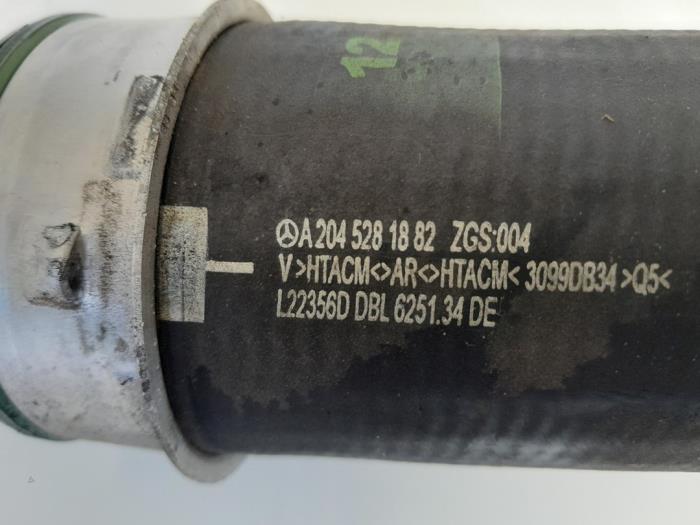 12
A 204 528 18 82 ZGS:004
V>HTACM<>AR<>HTACM< 3099DB34 >Q5<
L22356D DBL 6251.34 DE